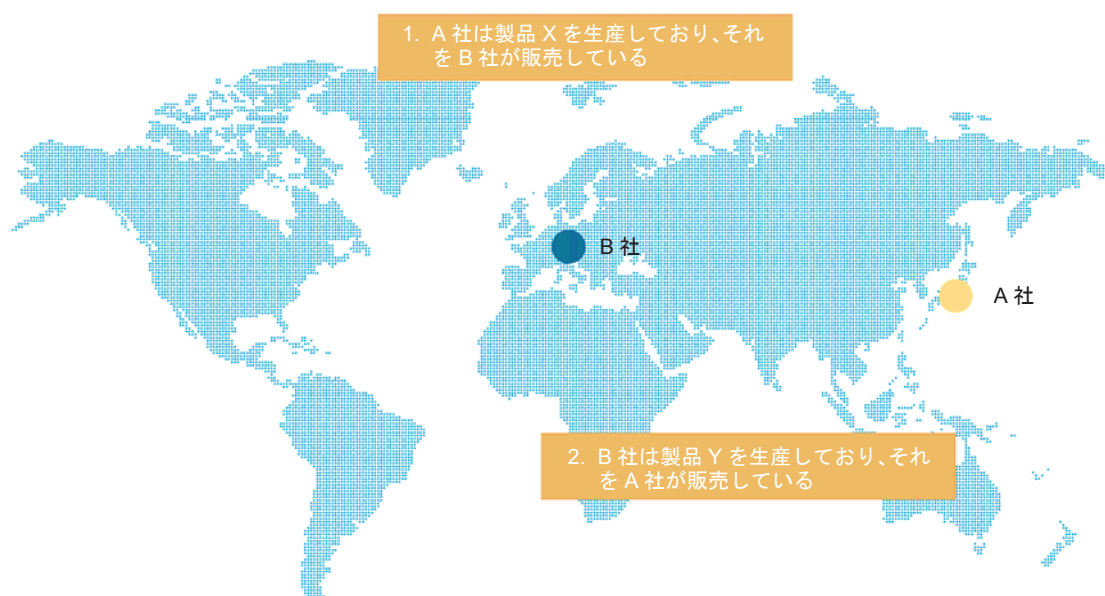 1. A 社は製品 X を生産しており、それ
を B 社が販売している
B 社
A 社
2. B 社は製品 Y を生産しており、それ
を A 社が販売している